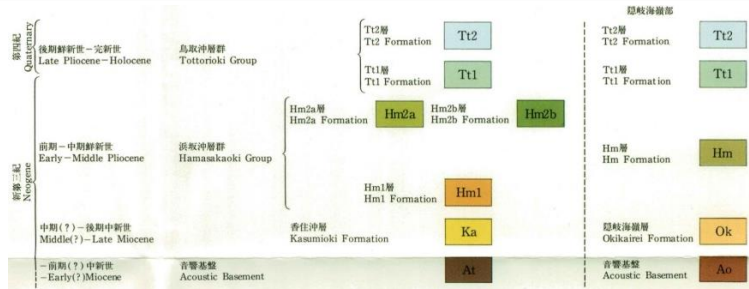 隠岐海嶺部
第四紀
Quaternary
後期鮮新世－完新世
Late Pliocene－Holocene
鳥取沖層群
Tottorioki Group
Tt2層
Tt2 Formation
Tt2
Tt2層
Tt2 Formation
Tt2
Tt1層
Tt1 Formation
Tt1
Tt1層
Tt1 Formation
Tt1
新第三紀
Neogene
前期－中期鮮新世
Early－Middle Pliocene
浜坂沖層群
Hamasakaoki Group
Hm2a層
Hm2a Formation
Hm2a
Hm2b層
Hm2b Formation
Hm2b
Hm層
Hm Formation
Hm
Hm1層
Hm1 Formation
Hm1
中期(？)－後期中新世
Middle(?)－Late Miocene
香住沖層
Kasumioki Formation
Ka
隠岐海嶺層
Okikairei Formation
Ok
－前期(？)中新世
－Early(?)Miocene
音響基盤
Acoustic Basement
At
音響基盤
Acoustic Basement
Ao